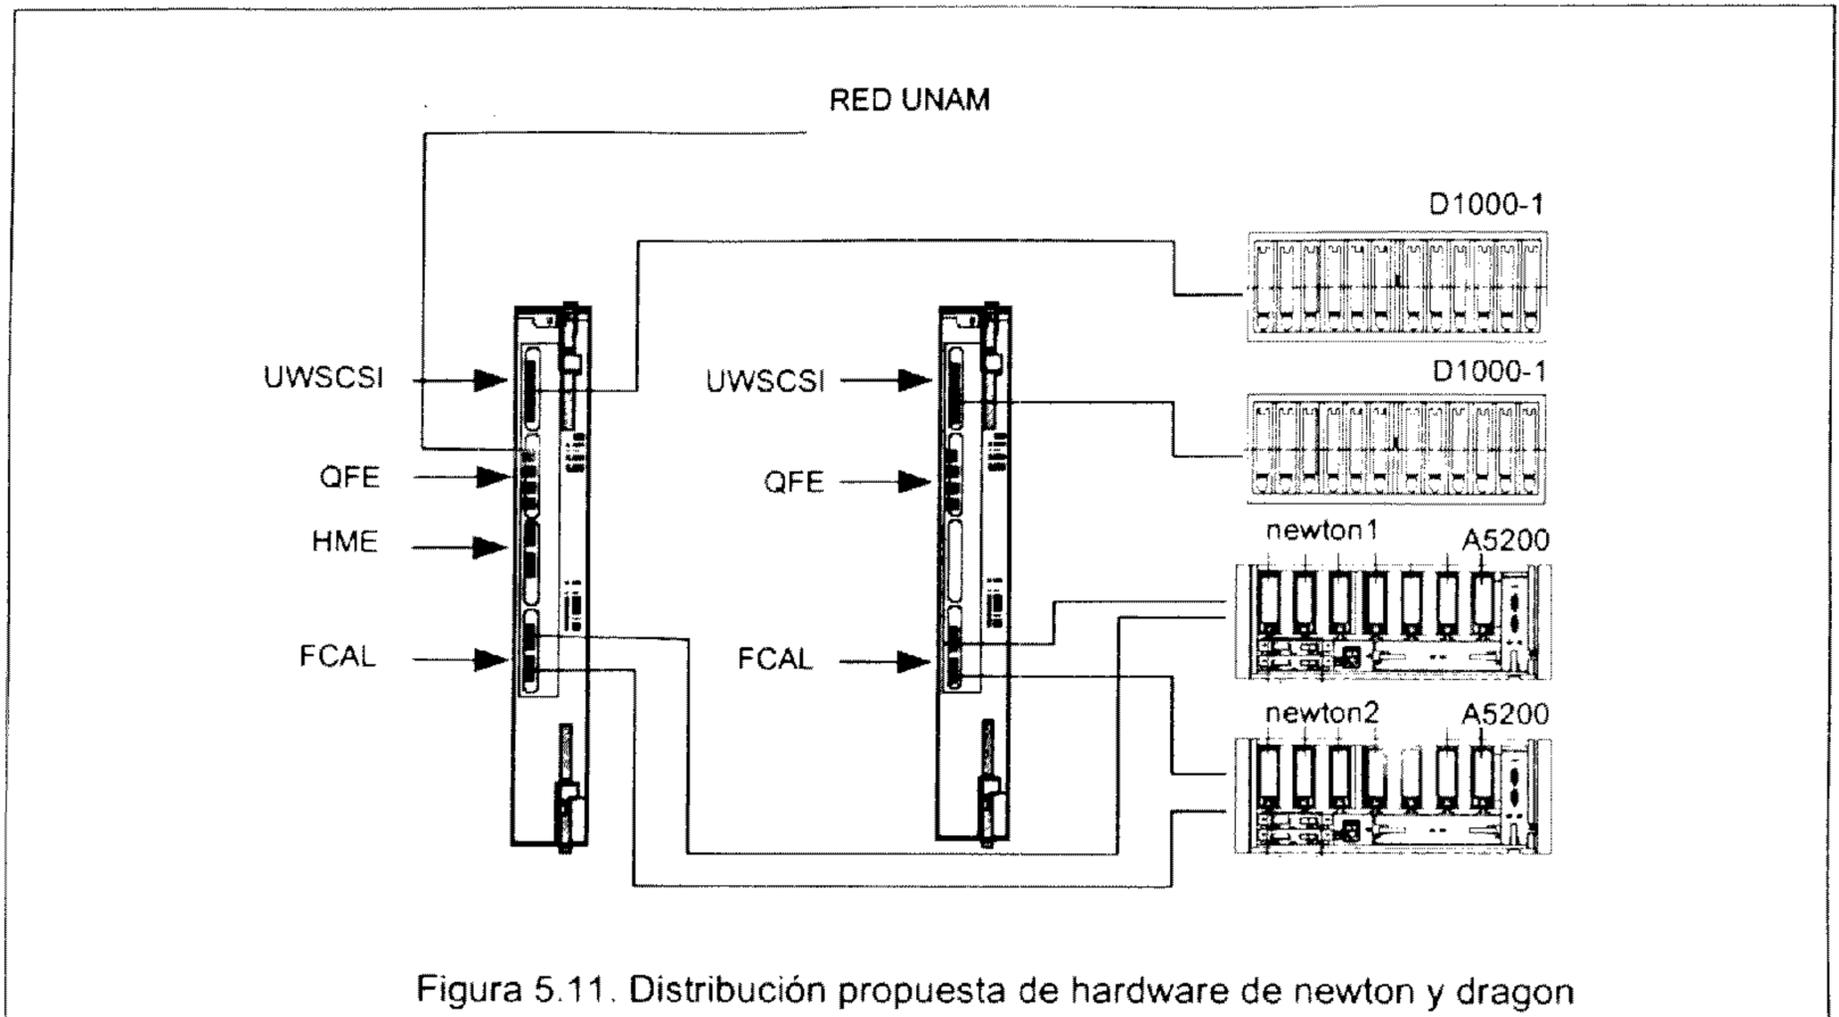 RED UNAM
D1000-1
UWSCSI
UWSCSI
D1000-1
QFE
QFE
HME
newton1
A5200
FCAL
FCAL
newton2
A5200
Figura 5.11. Distribución propuesta de hardware de newton y dragon